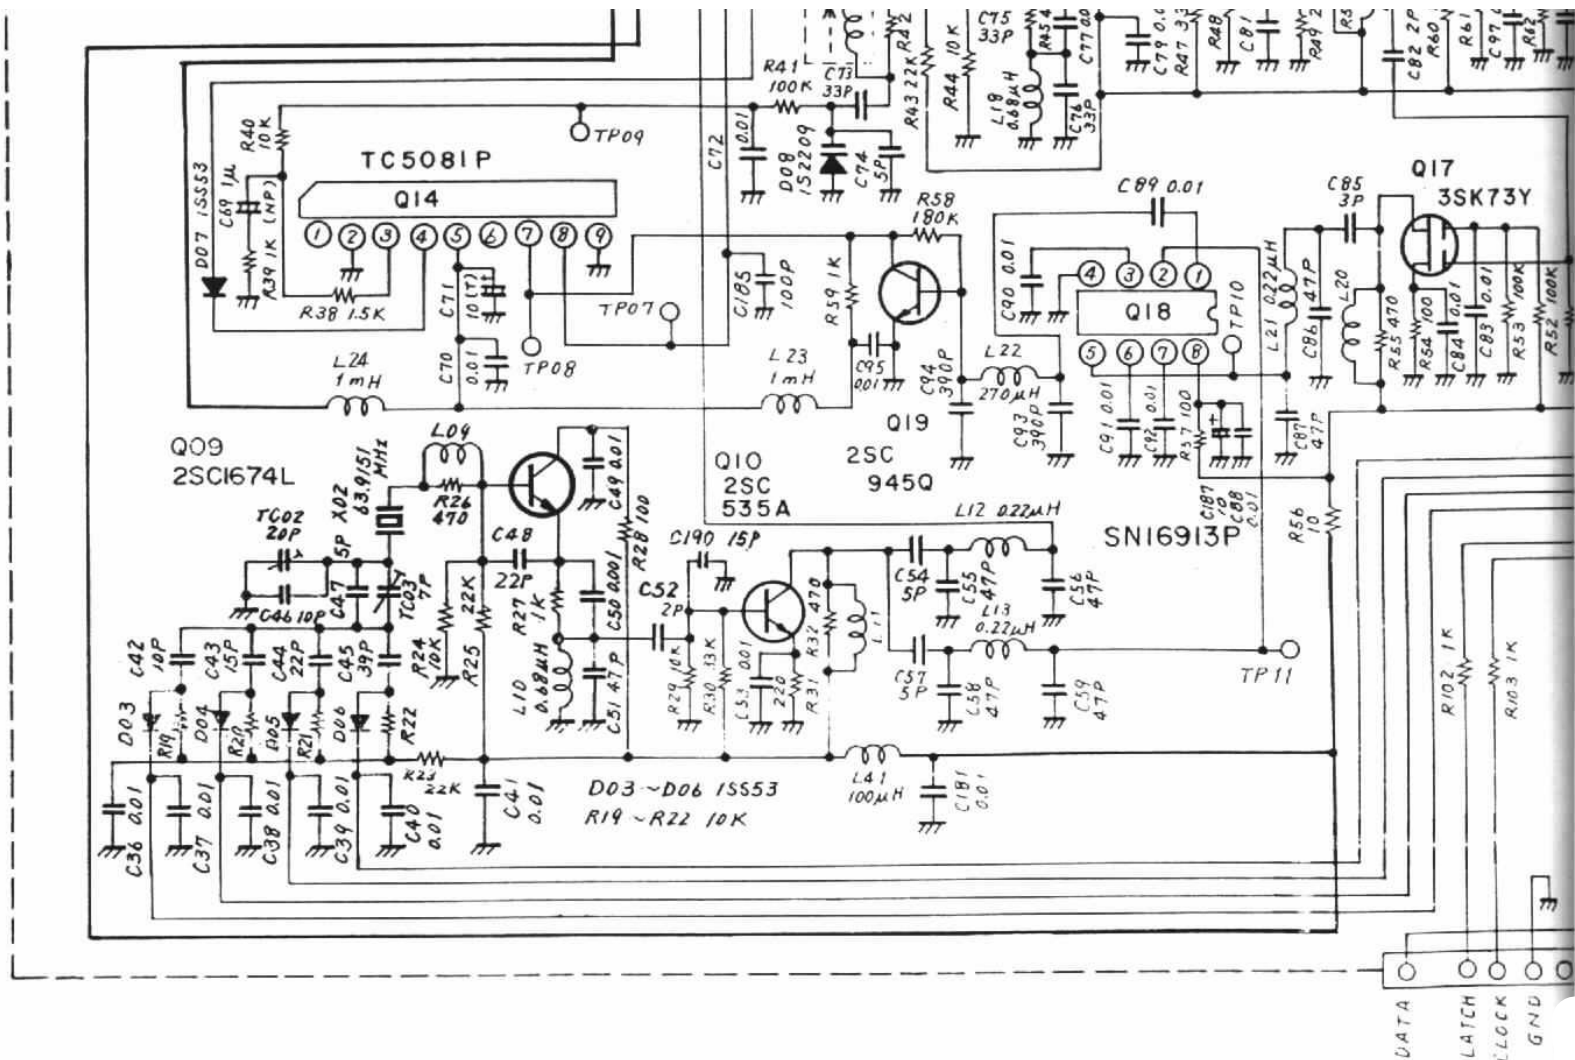 C75
33P
R42
R43 22K
R44 10K
L18
0.68μH
R45
C77
C76
33P
C79
R47
R48
C81
R49
C82 2P
R60
R61
C97
R62
R41
100K
C73
33P
R40
10K
TP09
C72
0.01
D08
1S2209
C74
5P
TC5081P
Q14
1
2
3
4
5
6
7
8
9
D07 1SS53
C69 1μ
(NP)
R39 1K
R38 1.5K
C71
10(T)
C70
0.01
TP07
TP08
C185
100P
R58
180K
R59 1K
C95
0.01
C89 0.01
C90 0.01
4
3
2
1
Q18
5
6
7
8
TP10
L21 0.22μH
C85
3P
C86 47P
L20
R55 470
Q17
3SK73Y
R54 100
C84 0.01
C83 0.01
R53 100K
R52 100K
L24
1mH
L23
1mH
C94
390P
L22
270μH
C93
390P
C91 0.01
C92 0.01
R57 100
C187
10
C88
0.01
C87
47P
Q19
2SC
945Q
Q09
2SC1674L
L09
R26
470
X02
63.9151
MHz
C49 0.01
R28 100
Q10
2SC
535A
SN16913P
R56
10
TC02
20P
C46 10P
C47
5P
TC03
7P
C48
22P
R27
1K
C50 0.001
C52
2P
C190 15P
L12 0.22μH
C54
5P
C55
47P
C56
47P
L13
0.22μH
C57
5P
C58
47P
C59
47P
TP11
R32 470
L11
C42
10P
C43
15P
C44
22P
C45
39P
R24
10K
22K
R25
L10
0.68μH
C51 47P
R29 10K
R30 33K
C53 0.01
220
R31
D03
R19
D04
R20
D05
R21
D06
R22
R23
22K
C41
0.01
L41
100μH
C181
0.01
D03~D06 1SS53
R19~R22 10K
C36 0.01
C37 0.01
C38 0.01
C39 0.01
C40
0.01
R102 1K
R103 1K
DATA
LATCH
CLOCK
GND